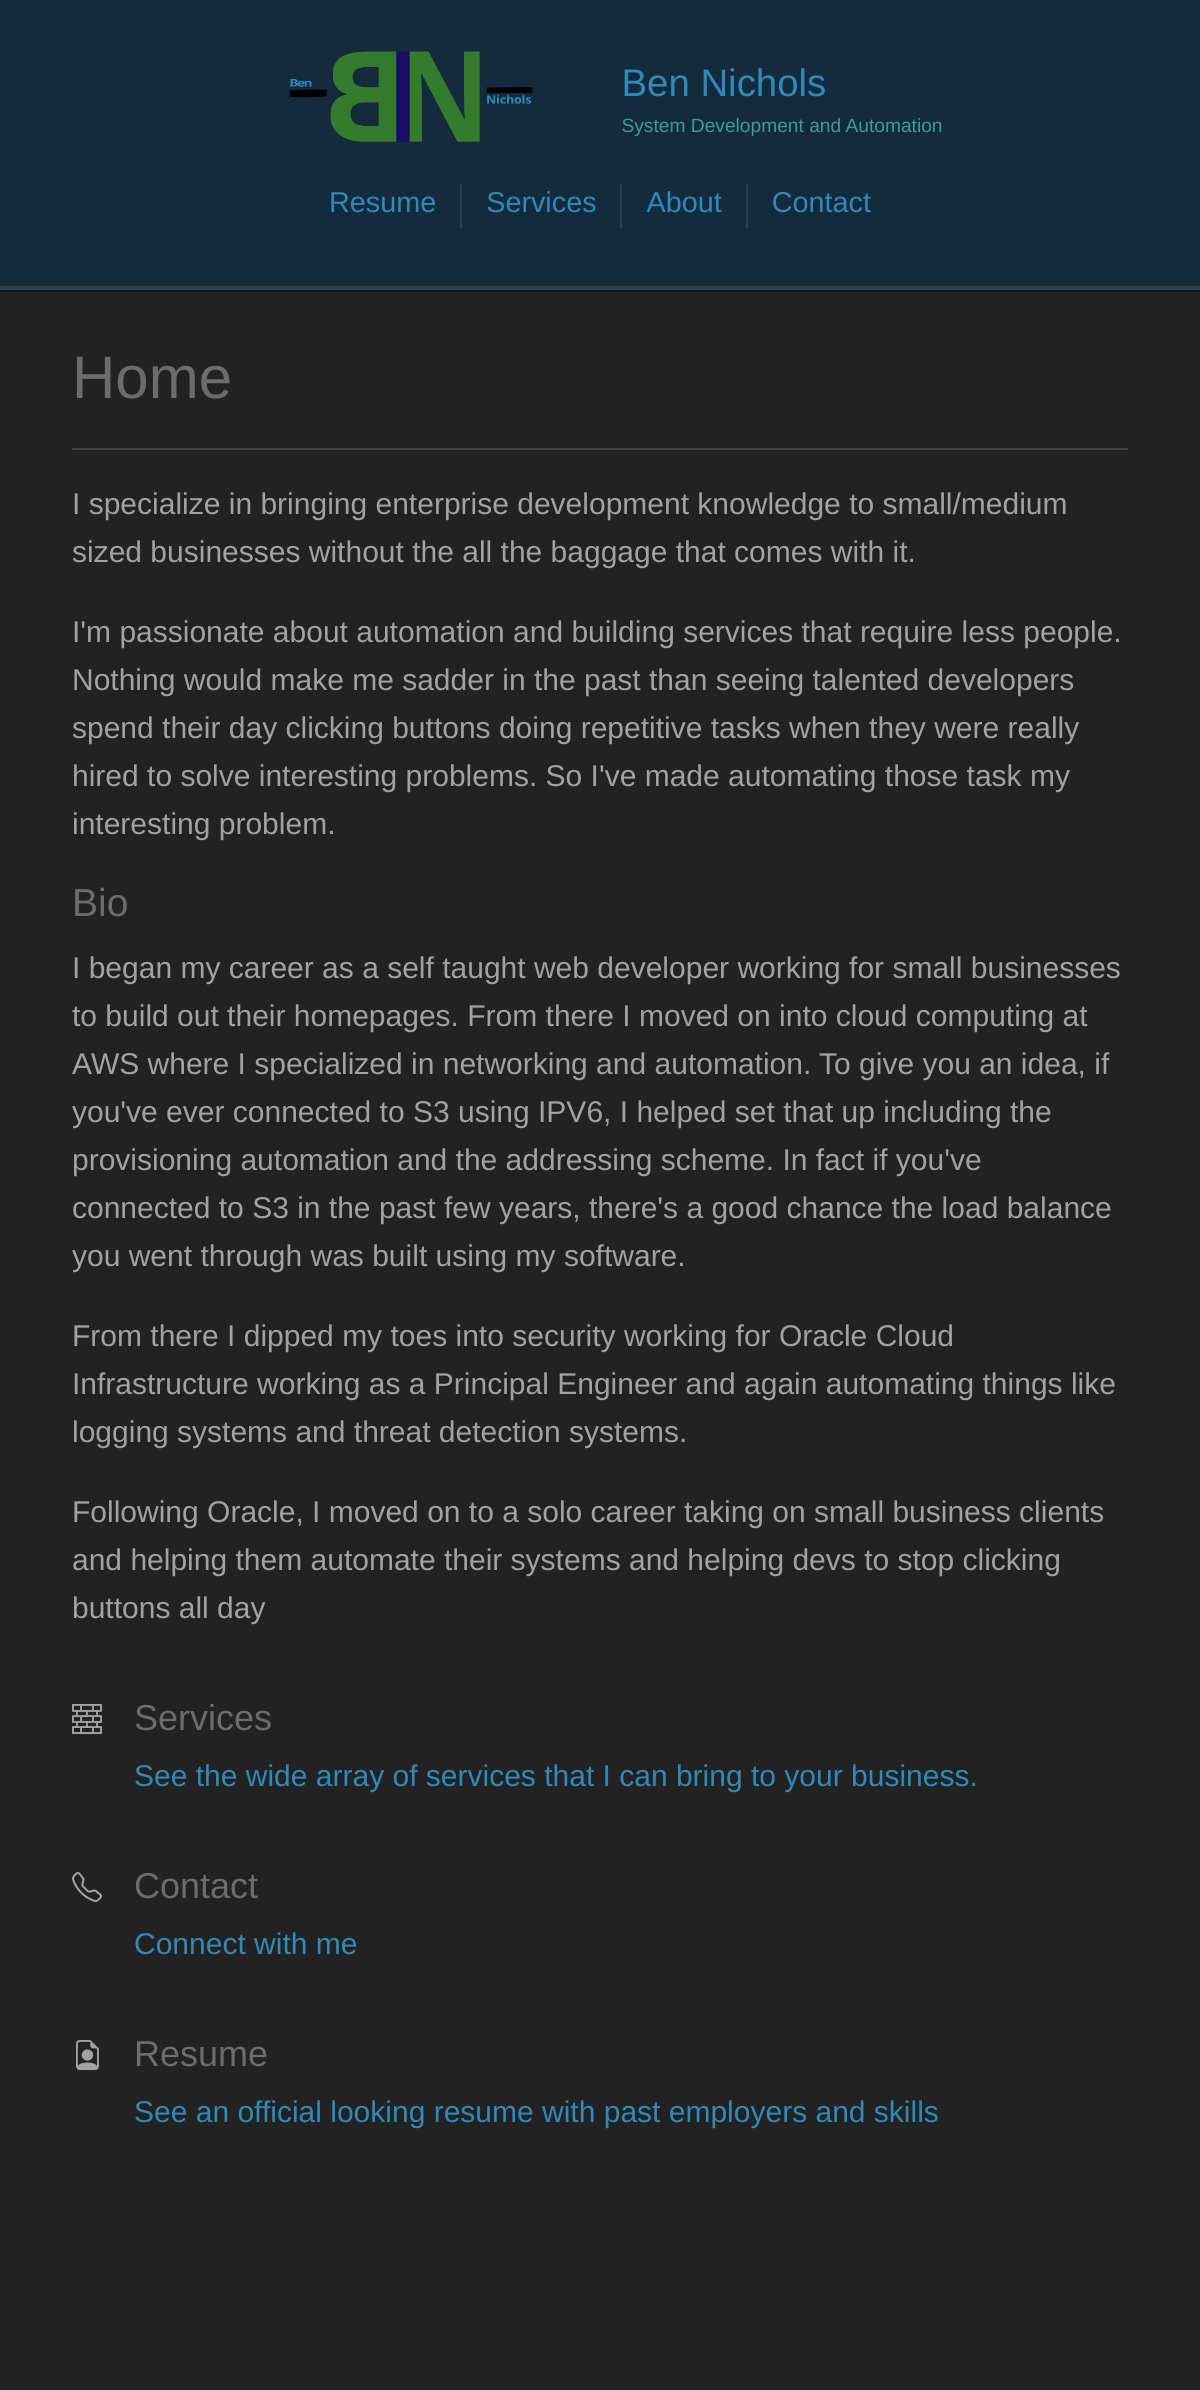 Ben
BN
Nichols
Ben Nichols
System Development and Automation
Resume
Services
About
Contact
Home
I specialize in bringing enterprise development knowledge to small/medium
sized businesses without the all the baggage that comes with it.
I'm passionate about automation and building services that require less people.
Nothing would make me sadder in the past than seeing talented developers
spend their day clicking buttons doing repetitive tasks when they were really
hired to solve interesting problems. So I've made automating those task my
interesting problem.
Bio
I began my career as a self taught web developer working for small businesses
to build out their homepages. From there I moved on into cloud computing at
AWS where I specialized in networking and automation. To give you an idea, if
you've ever connected to S3 using IPV6, I helped set that up including the
provisioning automation and the addressing scheme. In fact if you've
connected to S3 in the past few years, there's a good chance the load balance
you went through was built using my software.
From there I dipped my toes into security working for Oracle Cloud
Infrastructure working as a Principal Engineer and again automating things like
logging systems and threat detection systems.
Following Oracle, I moved on to a solo career taking on small business clients
and helping them automate their systems and helping devs to stop clicking
buttons all day
Services
See the wide array of services that I can bring to your business.
Contact
Connect with me
Resume
See an official looking resume with past employers and skills